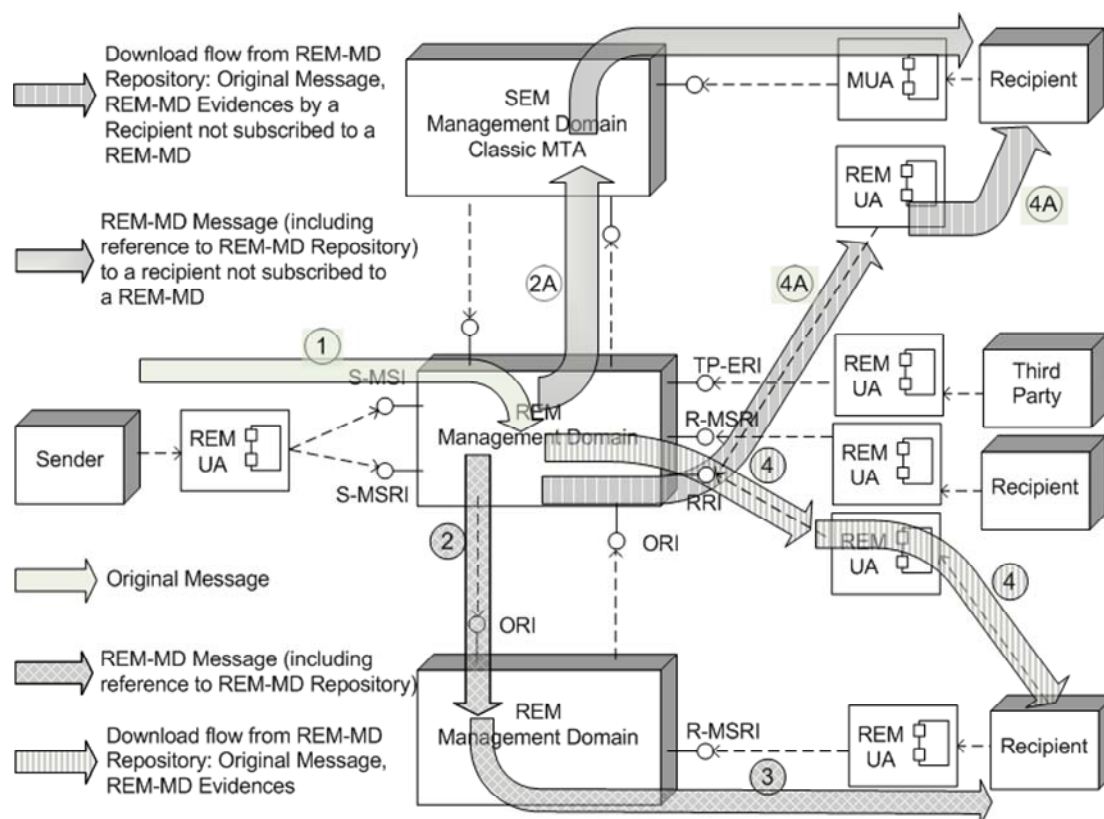 Download flow from REM-MD
Repository: Original Message,
REM-MD Evidences by a
Recipient not subscribed to a
REM-MD
REM-MD Message (including
reference to REM-MD Repository)
to a recipient not subscribed to
a REM-MD
SEM
Management Domain
Classic MTA
MUA
Recipient
REM
UA
4A
4A
2A
1
S-MSI
S-MSRI
Sender
REM
UA
REM
Management Domain
TP-ERI
R-MSRI
RRI
4
REM
UA
Third
Party
REM
UA
Recipient
REM
UA
4
2
ORI
ORI
Original Message
REM-MD Message (including
reference to REM-MD Repository)
Download flow from REM-MD
Repository: Original Message,
REM-MD Evidences
REM
Management Domain
R-MSRI
REM
UA
Recipient
3